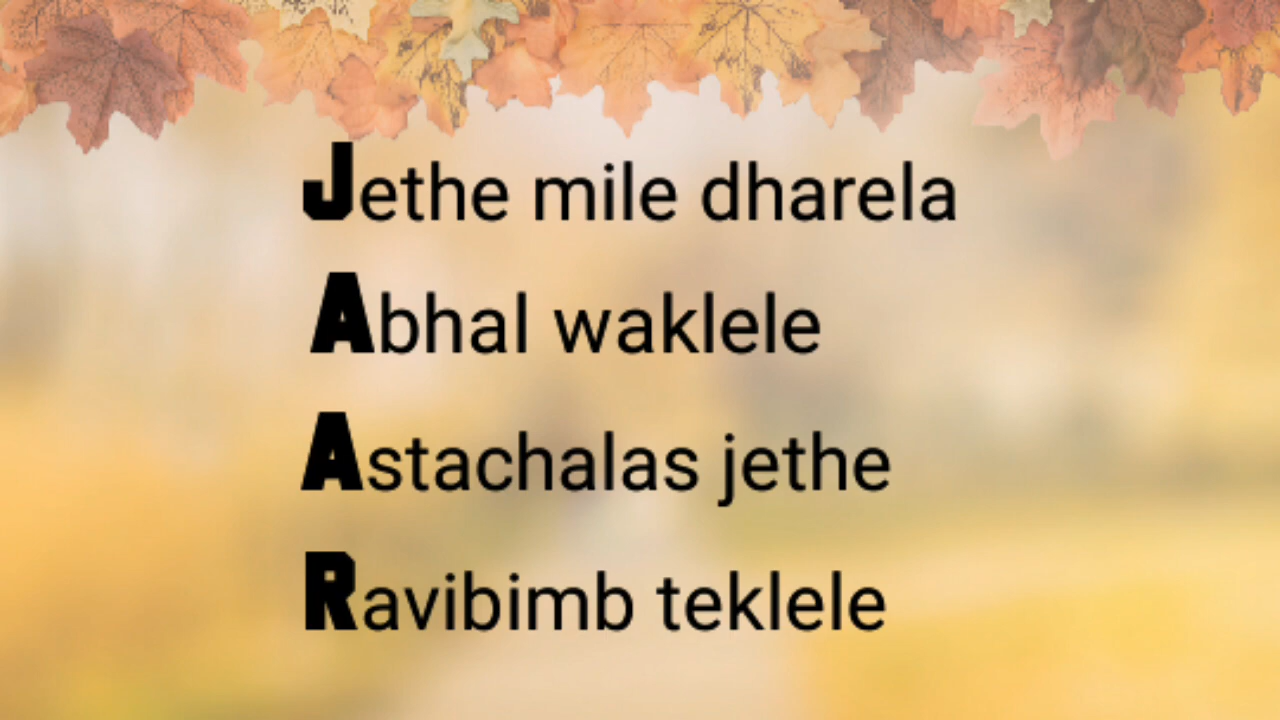 Jethe mile dharela
Abhal waklele
Astachalas jethe
Ravibimb teklele